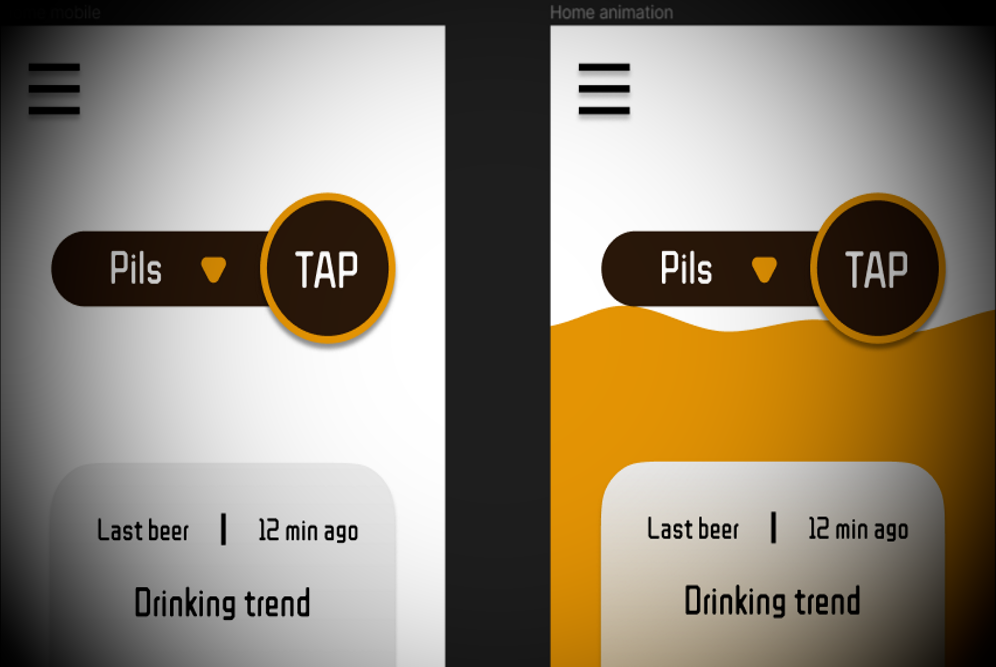 mobile
Home animation
Pils TAP
Pils TAP
Last beer | 12 min ago
Drinking trend
Last beer | 12 min ago
Drinking trend